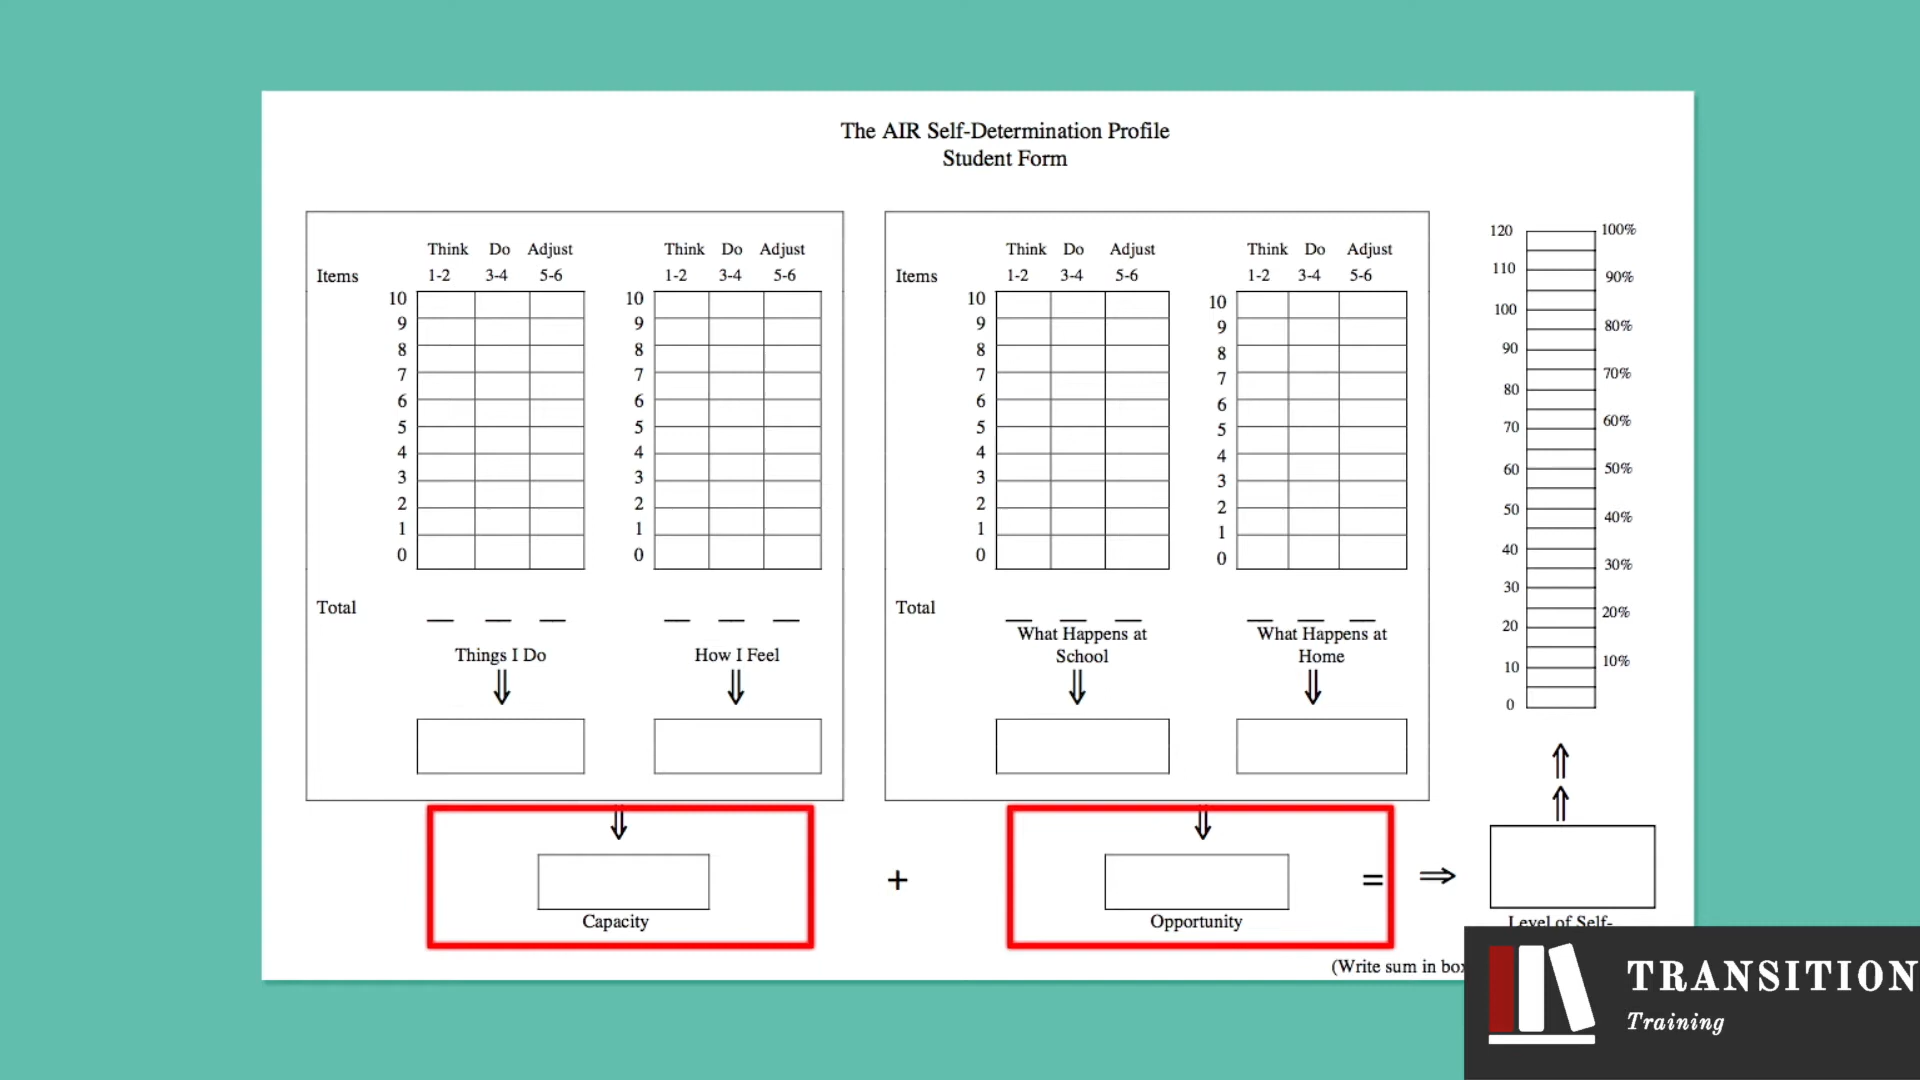 The AIR Self-Determination Profile
Student Form
Think Do Adjust Think Do Adjust Think Do Adjust Think Do Adjust
Items 1-2 3-4 5-6 1-2 3-4 5-6 Items 1-2 3-4 5-6 1-2 3-4 5-6
10 10 10 10
9 9 9 9
8 8 8 8
7 7 7 7
6 6 6 6
5 5 5 5
4 4 4 4
3 3 3 3
2 2 2 2
1 1 1 1
0 0 0 0
120 100%
110 90%
100 80%
90 70%
80 60%
70 50%
60 40%
50 30%
40 20%
30 10%
20
10
0
Total Total
Things I Do How I Feel What Happens at School What Happens at Home
+ =
Capacity Opportunity Level of Self-
(Write sum in box
TRANSITION
Training